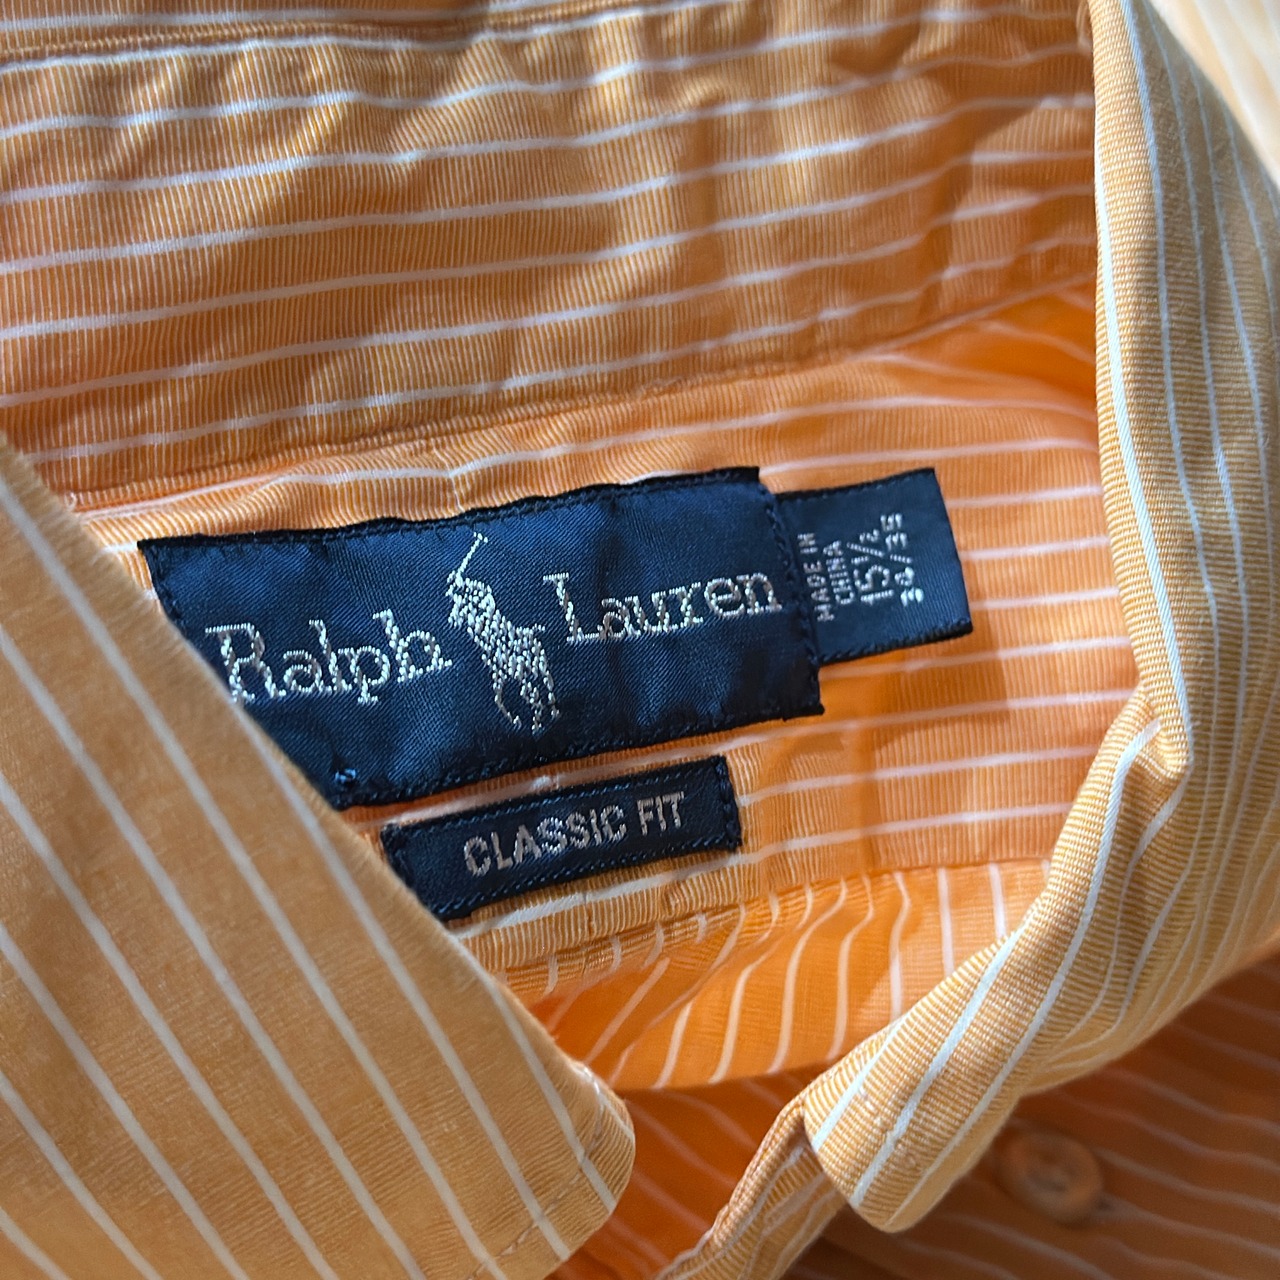 Ralph Lauren
MADE IN
CHINA
15½
34/35
CLASSIC FIT